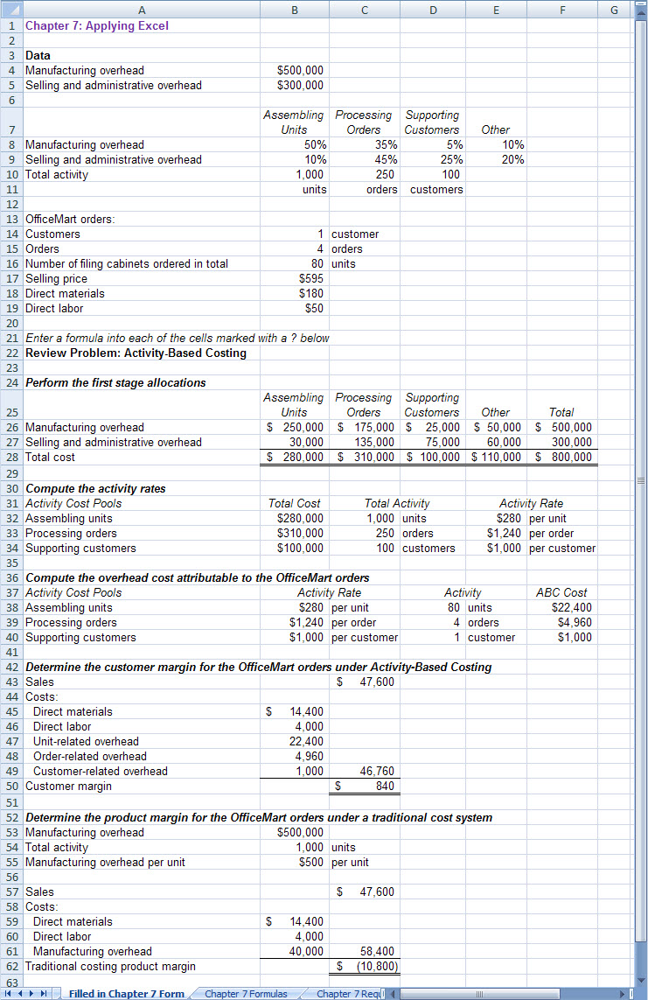 A B C D E F G
1 Chapter 7: Applying Excel
2
3 Data
4 Manufacturing overhead $500,000
5 Selling and administrative overhead $300,000
6
Assembling Processing Supporting
7 Units Orders Customers Other
8 Manufacturing overhead 50% 35% 5% 10%
9 Selling and administrative overhead 10% 45% 25% 20%
10 Total activity 1,000 250 100
11 units orders customers
12
13 OfficeMart orders:
14 Customers 1 customer
15 Orders 4 orders
16 Number of filing cabinets ordered in total 80 units
17 Selling price $595
18 Direct materials $180
19 Direct labor $50
20
21 Enter a formula into each of the cells marked with a ? below
22 Review Problem: Activity-Based Costing
23
24 Perform the first stage allocations
Assembling Processing Supporting
25 Units Orders Customers Other Total
26 Manufacturing overhead $ 250,000 $ 175,000 $ 25,000 $ 50,000 $ 500,000
27 Selling and administrative overhead 30,000 135,000 75,000 60,000 300,000
28 Total cost $ 280,000 $ 310,000 $ 100,000 $ 110,000 $ 800,000
29
30 Compute the activity rates
31 Activity Cost Pools Total Cost Total Activity Activity Rate
32 Assembling units $280,000 1,000 units $280 per unit
33 Processing orders $310,000 250 orders $1,240 per order
34 Supporting customers $100,000 100 customers $1,000 per customer
35
36 Compute the overhead cost attributable to the OfficeMart orders
37 Activity Cost Pools Activity Rate Activity ABC Cost
38 Assembling units $280 per unit 80 units $22,400
39 Processing orders $1,240 per order 4 orders $4,960
40 Supporting customers $1,000 per customer 1 customer $1,000
41
42 Determine the customer margin for the OfficeMart orders under Activity-Based Costing
43 Sales $ 47,600
44 Costs:
45 Direct materials $ 14,400
46 Direct labor 4,000
47 Unit-related overhead 22,400
48 Order-related overhead 4,960
49 Customer-related overhead 1,000 46,760
50 Customer margin $ 840
51
52 Determine the product margin for the OfficeMart orders under a traditional cost system
53 Manufacturing overhead $500,000
54 Total activity 1,000 units
55 Manufacturing overhead per unit $500 per unit
56
57 Sales $ 47,600
58 Costs:
59 Direct materials $ 14,400
60 Direct labor 4,000
61 Manufacturing overhead 40,000 58,400
62 Traditional costing product margin $ (10,800)
63
Filled in Chapter 7 Form Chapter 7 Formulas Chapter 7 Requ